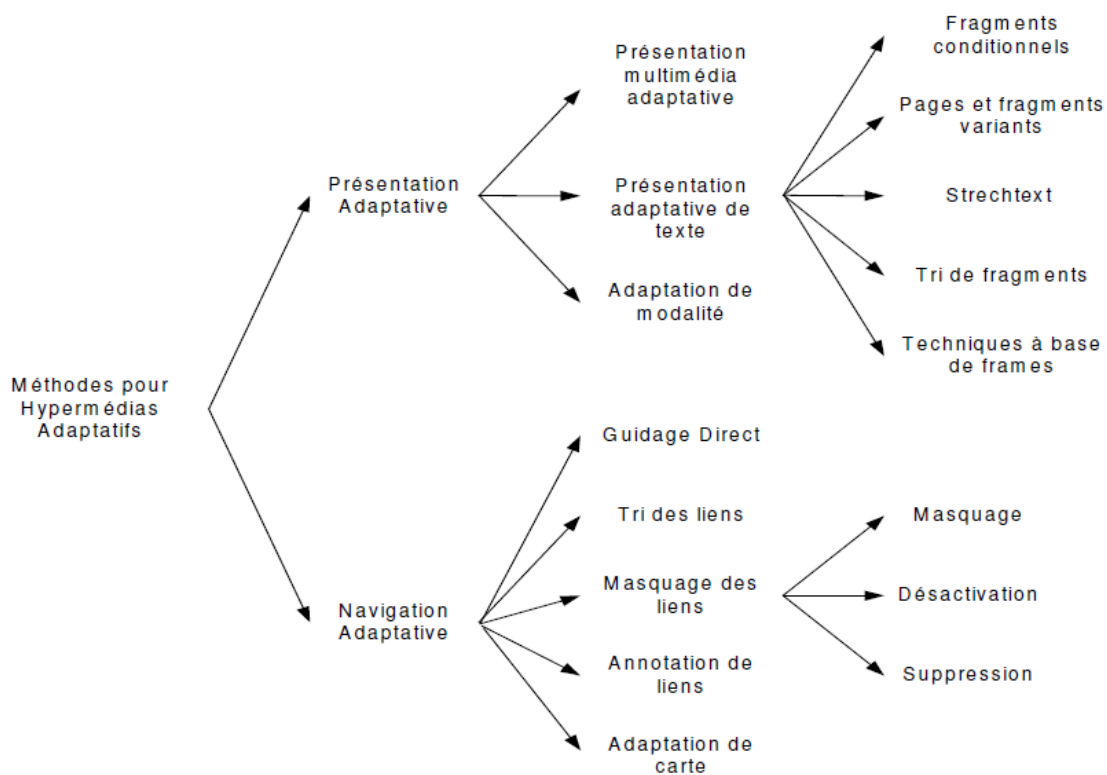 Méthodes pour
Hypermédias
Adaptatifs
Présentation
Adaptative
Présentation
multimédia
adaptative
Présentation
adaptative de
texte
Adaptation de
modalité
Fragments
conditionnels
Pages et fragments
variants
Strechtext
Tri de fragments
Techniques à base
de frames
Navigation
Adaptative
Guidage Direct
Tri des liens
Masquage des
liens
Annotation de
liens
Adaptation de
carte
Masquage
Désactivation
Suppression